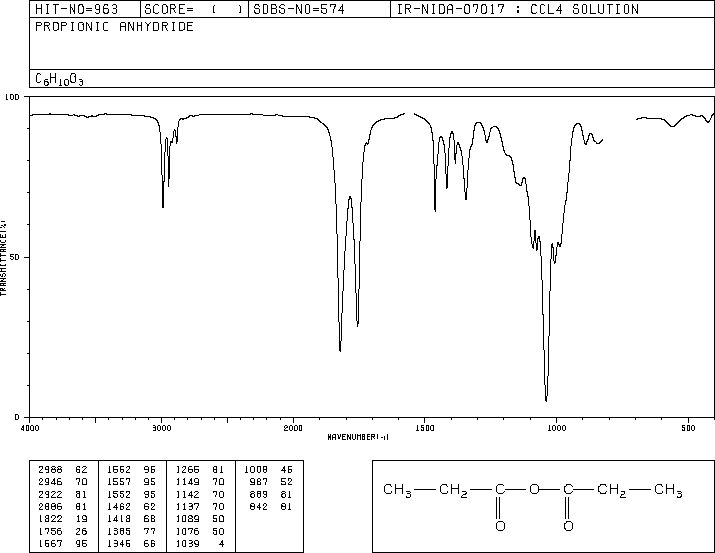 HIT-NO=963 SCORE= ( ) SDBS-NO=574 IR-NIDA-07017 : CCL4 SOLUTION
PROPIONIC ANHYDRIDE
C6H10O3
100
50
0
TRANSMITTANCE(%)
4000 3000 2000 1500 1000 500
WAVENUMBER(-1)
2988 62 1562 96 1266 81 1008 46
2946 70 1557 95 1149 70 987 52
2922 81 1552 95 1142 70 889 81
2886 81 1462 62 1137 70 842 81
1822 19 1418 68 1089 50
1756 26 1385 77 1076 50
1567 95 1346 66 1039 4
CH3 CH2 C O C CH2 CH3
O O